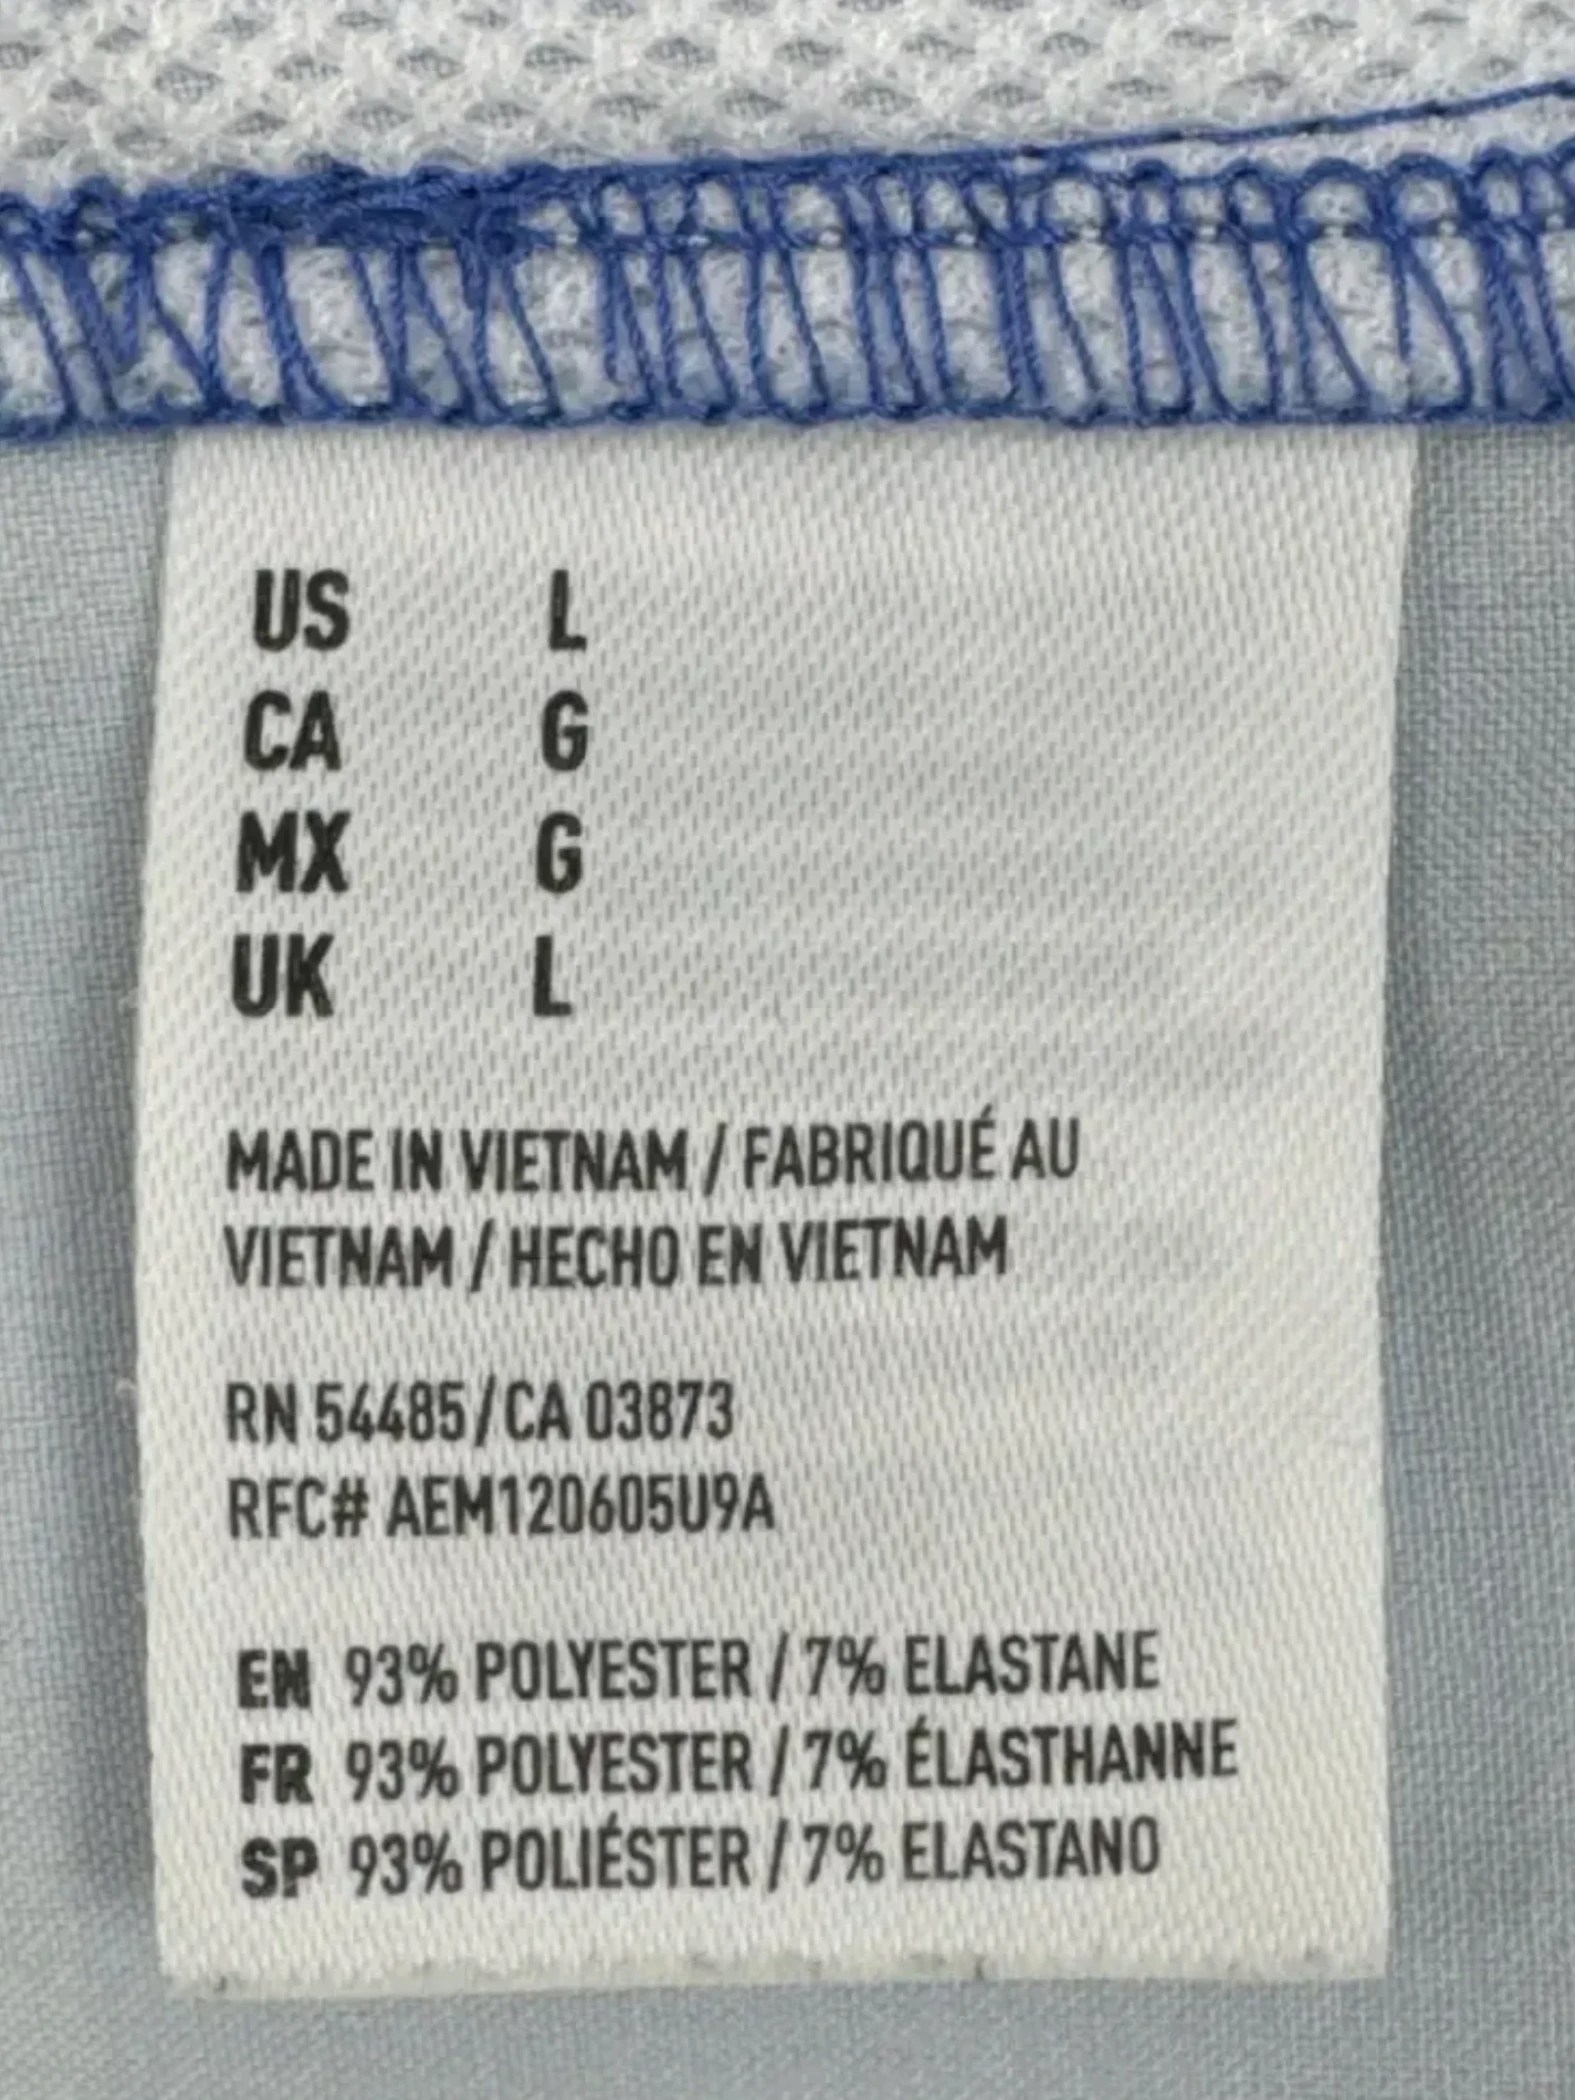 US L
CA G
MX G
UK L
MADE IN VIETNAM / FABRIQUÉ AU
VIETNAM / HECHO EN VIETNAM
RN 54485/CA 03873
RFC# AEM120605U9A
EN 93% POLYESTER / 7% ELASTANE
FR 93% POLYESTER / 7% ÉLASTHANNE
SP 93% POLIÉSTER / 7% ELASTANO